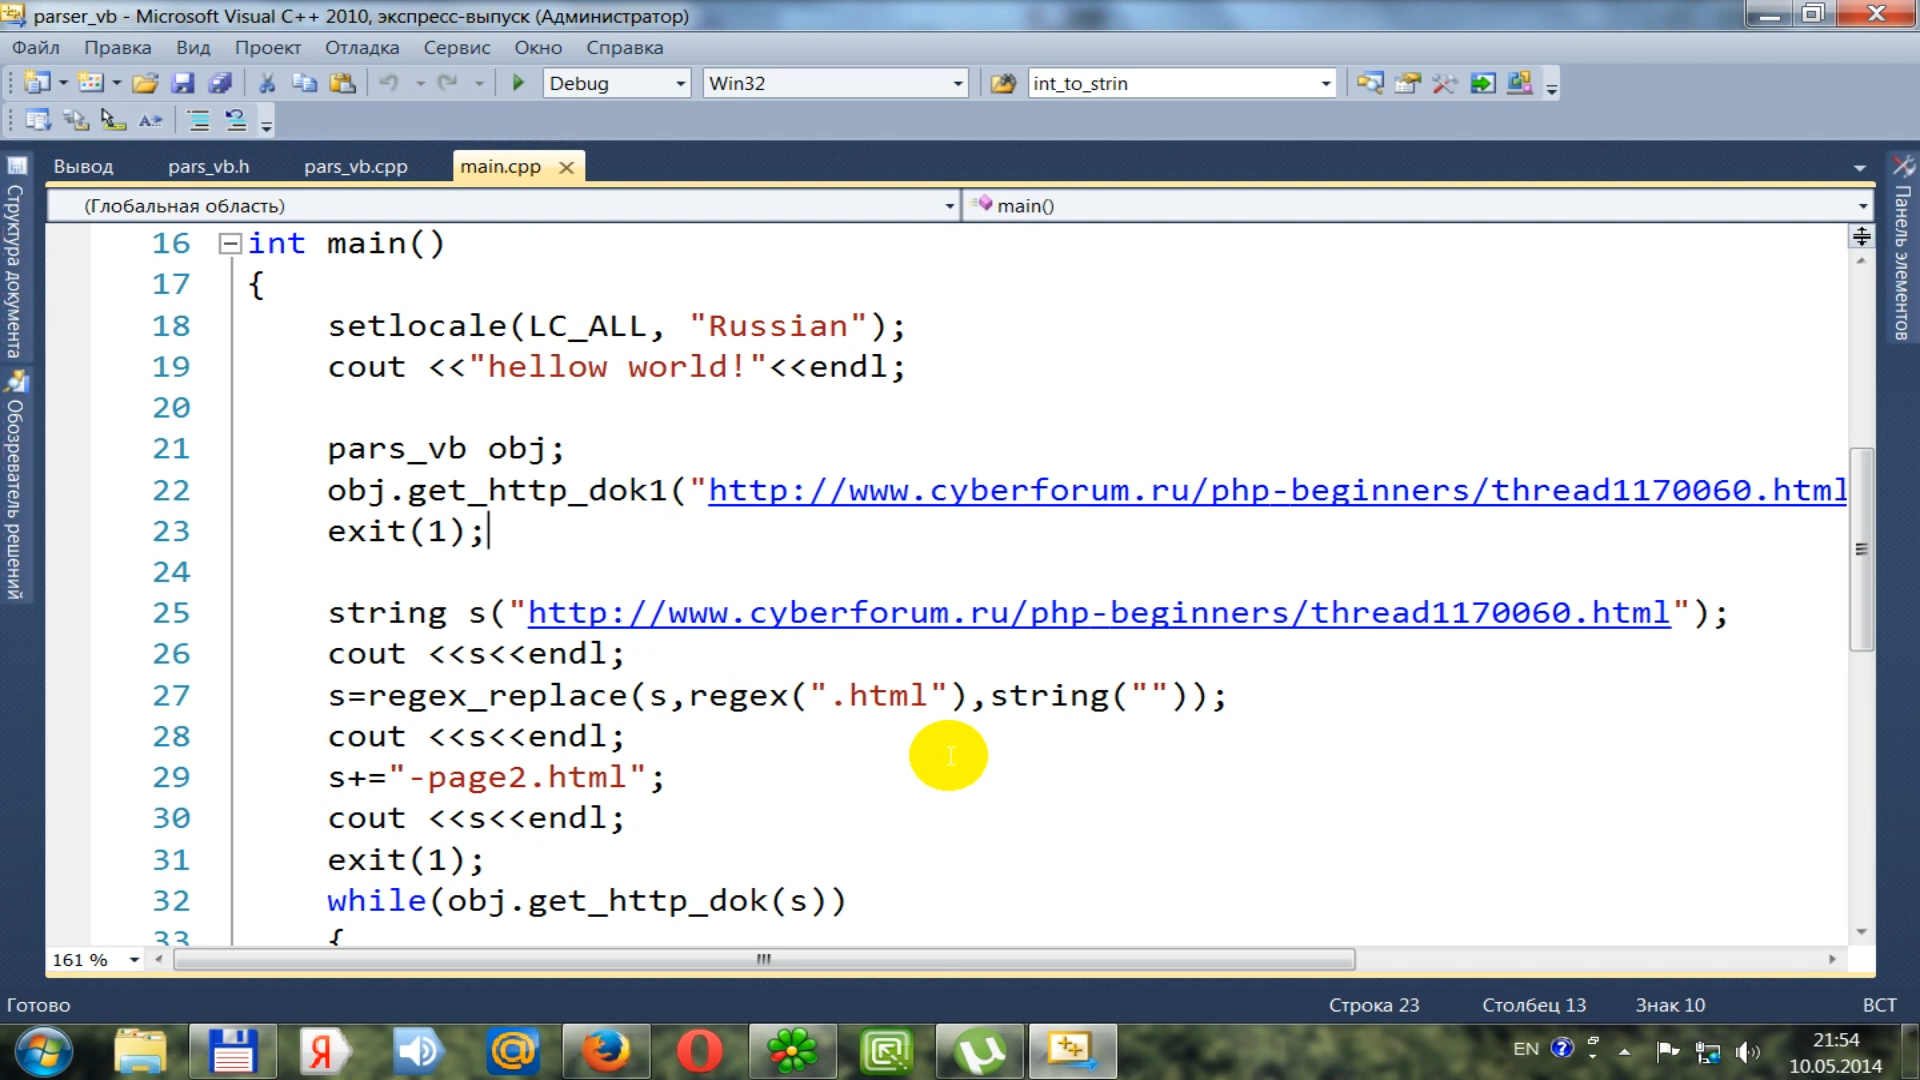 parser_vb - Microsoft Visual C++ 2010, экспресс-выпуск (Администратор)
Файл Правка Вид Проект Отладка Сервис Окно Справка
Debug Win32 int_to_strin
Вывод pars_vb.h pars_vb.cpp main.cpp
(Глобальная область) main()
Структура документа
Обозреватель решений
Панель элементов
16 int main()
17 {
18 setlocale(LC_ALL, "Russian");
19 cout <<"hellow world!"<<endl;
20
21 pars_vb obj;
22 obj.get_http_dok1("http://www.cyberforum.ru/php-beginners/thread1170060.html
23 exit(1);
24
25 string s("http://www.cyberforum.ru/php-beginners/thread1170060.html");
26 cout <<s<<endl;
27 s=regex_replace(s,regex(".html"),string(""));
28 cout <<s<<endl;
29 s+="-page2.html";
30 cout <<s<<endl;
31 exit(1);
32 while(obj.get_http_dok(s))
33 {
161 %
Готово Строка 23 Столбец 13 Знак 10 ВСТ
EN 21:54
10.05.2014